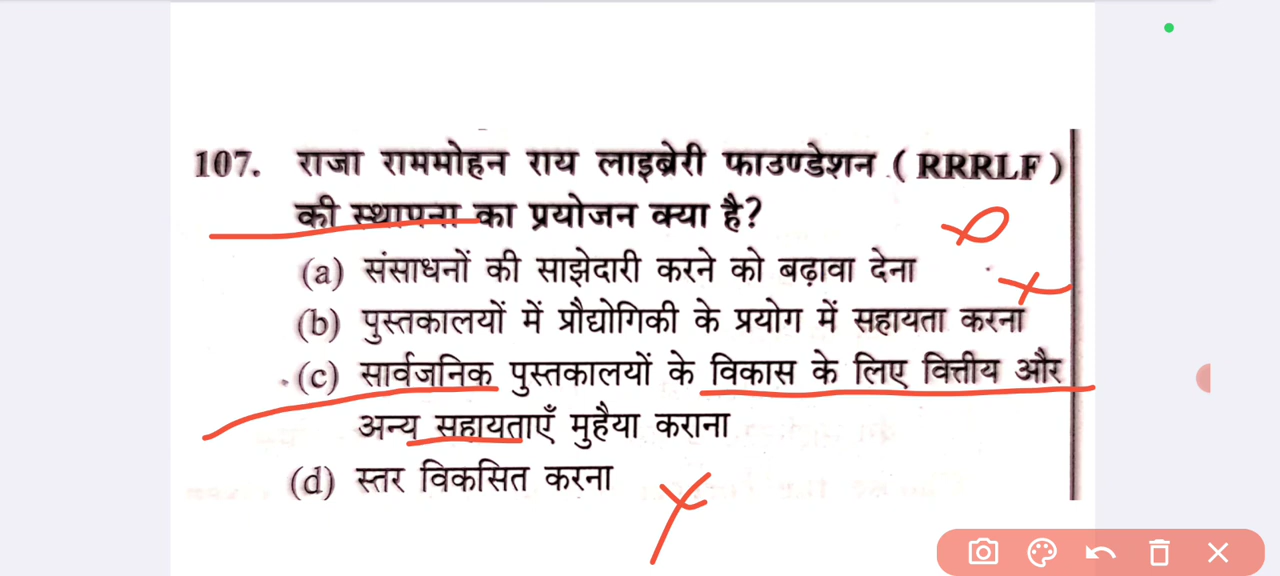 107. राजा राममोहन राय लाइब्रेरी फाउण्डेशन (RRRLF)
की स्थापना का प्रयोजन क्या है?
(a) संसाधनों की साझेदारी करने को बढ़ावा देना
(b) पुस्तकालयों में प्रौद्योगिकी के प्रयोग में सहायता करना
(c) सार्वजनिक पुस्तकालयों के विकास के लिए वित्तीय और
अन्य सहायताएँ मुहैया कराना
(d) स्तर विकसित करना